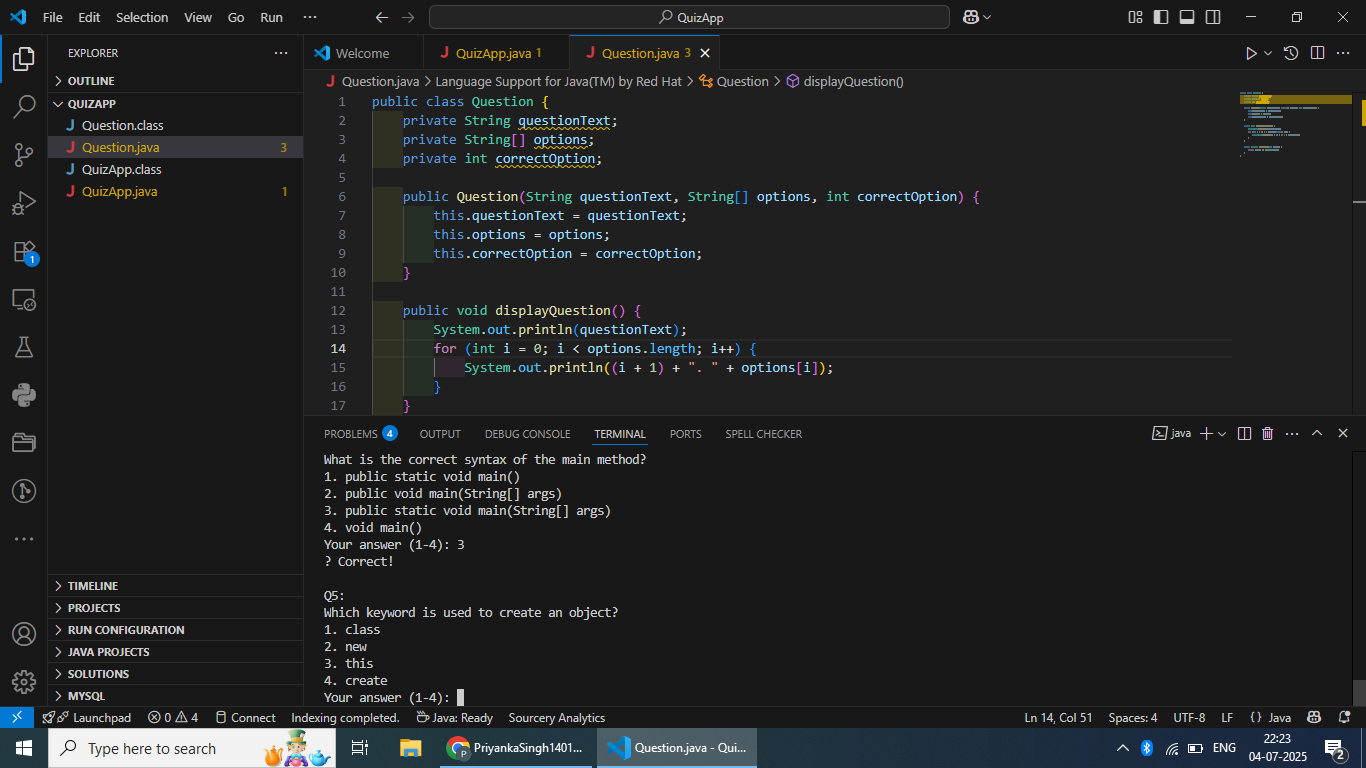 File Edit Selection View Go Run ··· QuizApp
EXPLORER ···
OUTLINE
QUIZAPP
J Question.class
J Question.java 3
J QuizApp.class
J QuizApp.java 1
1
TIMELINE
PROJECTS
RUN CONFIGURATION
JAVA PROJECTS
SOLUTIONS
MYSQL
Welcome J QuizApp.java 1 J Question.java 3
J Question.java > Language Support for Java(TM) by Red Hat > Question > displayQuestion()
1 public class Question {
2 private String questionText;
3 private String[] options;
4 private int correctOption;
5
6 public Question(String questionText, String[] options, int correctOption) {
7 this.questionText = questionText;
8 this.options = options;
9 this.correctOption = correctOption;
10 }
11
12 public void displayQuestion() {
13 System.out.println(questionText);
14 for (int i = 0; i < options.length; i++) {
15 System.out.println((i + 1) + ". " + options[i]);
16 }
17 }
PROBLEMS 4 OUTPUT DEBUG CONSOLE TERMINAL PORTS SPELL CHECKER java
What is the correct syntax of the main method?
1. public static void main()
2. public void main(String[] args)
3. public static void main(String[] args)
4. void main()
Your answer (1-4): 3
? Correct!
Q5:
Which keyword is used to create an object?
1. class
2. new
3. this
4. create
Your answer (1-4):
Launchpad 0 4 Connect Indexing completed. Java: Ready Sourcery Analytics Ln 14, Col 51 Spaces: 4 UTF-8 LF {} Java
Type here to search PriyankaSingh1401... Question.java - Qui... ENG 22:23
04-07-2025 2